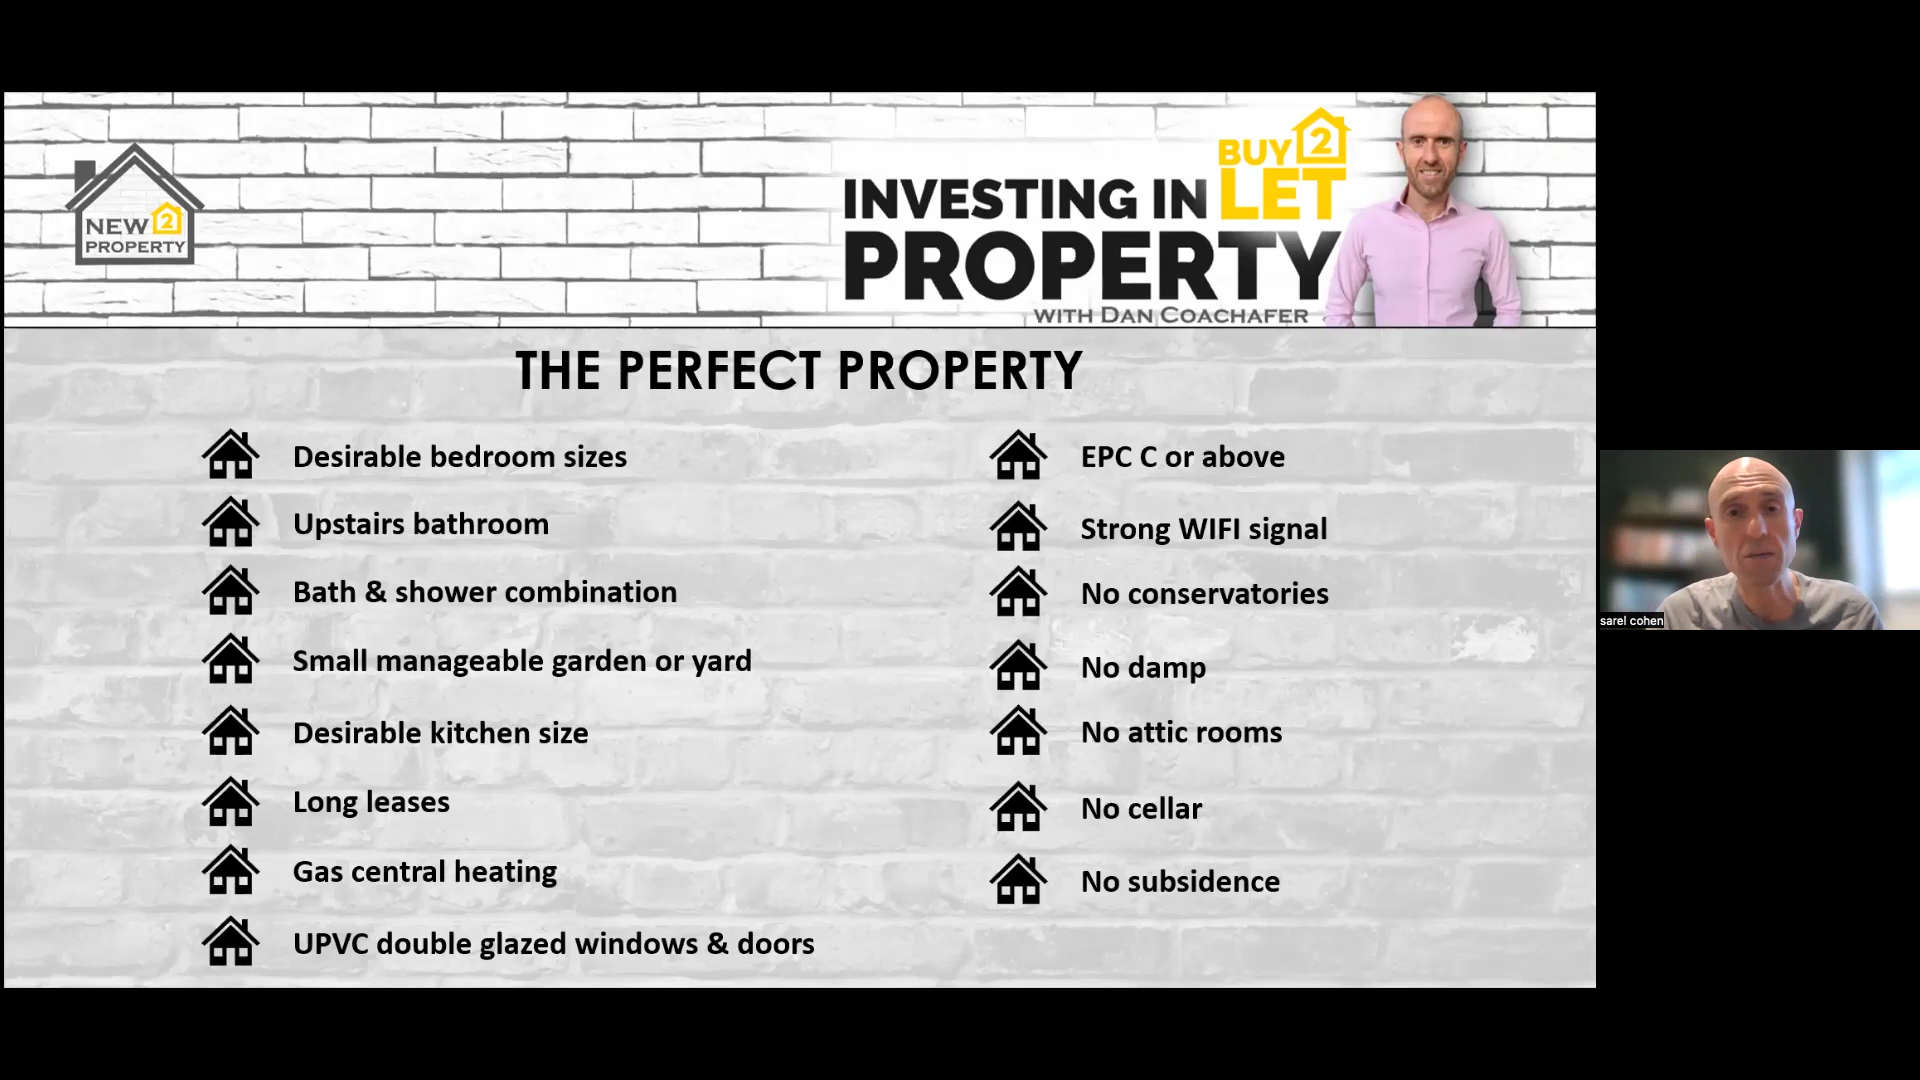 NEW 2
PROPERTY
BUY 2
INVESTING IN LET
PROPERTY
WITH DAN COACHAFER
THE PERFECT PROPERTY
Desirable bedroom sizes
Upstairs bathroom
Bath & shower combination
Small manageable garden or yard
Desirable kitchen size
Long leases
Gas central heating
UPVC double glazed windows & doors
EPC C or above
Strong WIFI signal
No conservatories
No damp
No attic rooms
No cellar
No subsidence
sarel cohen